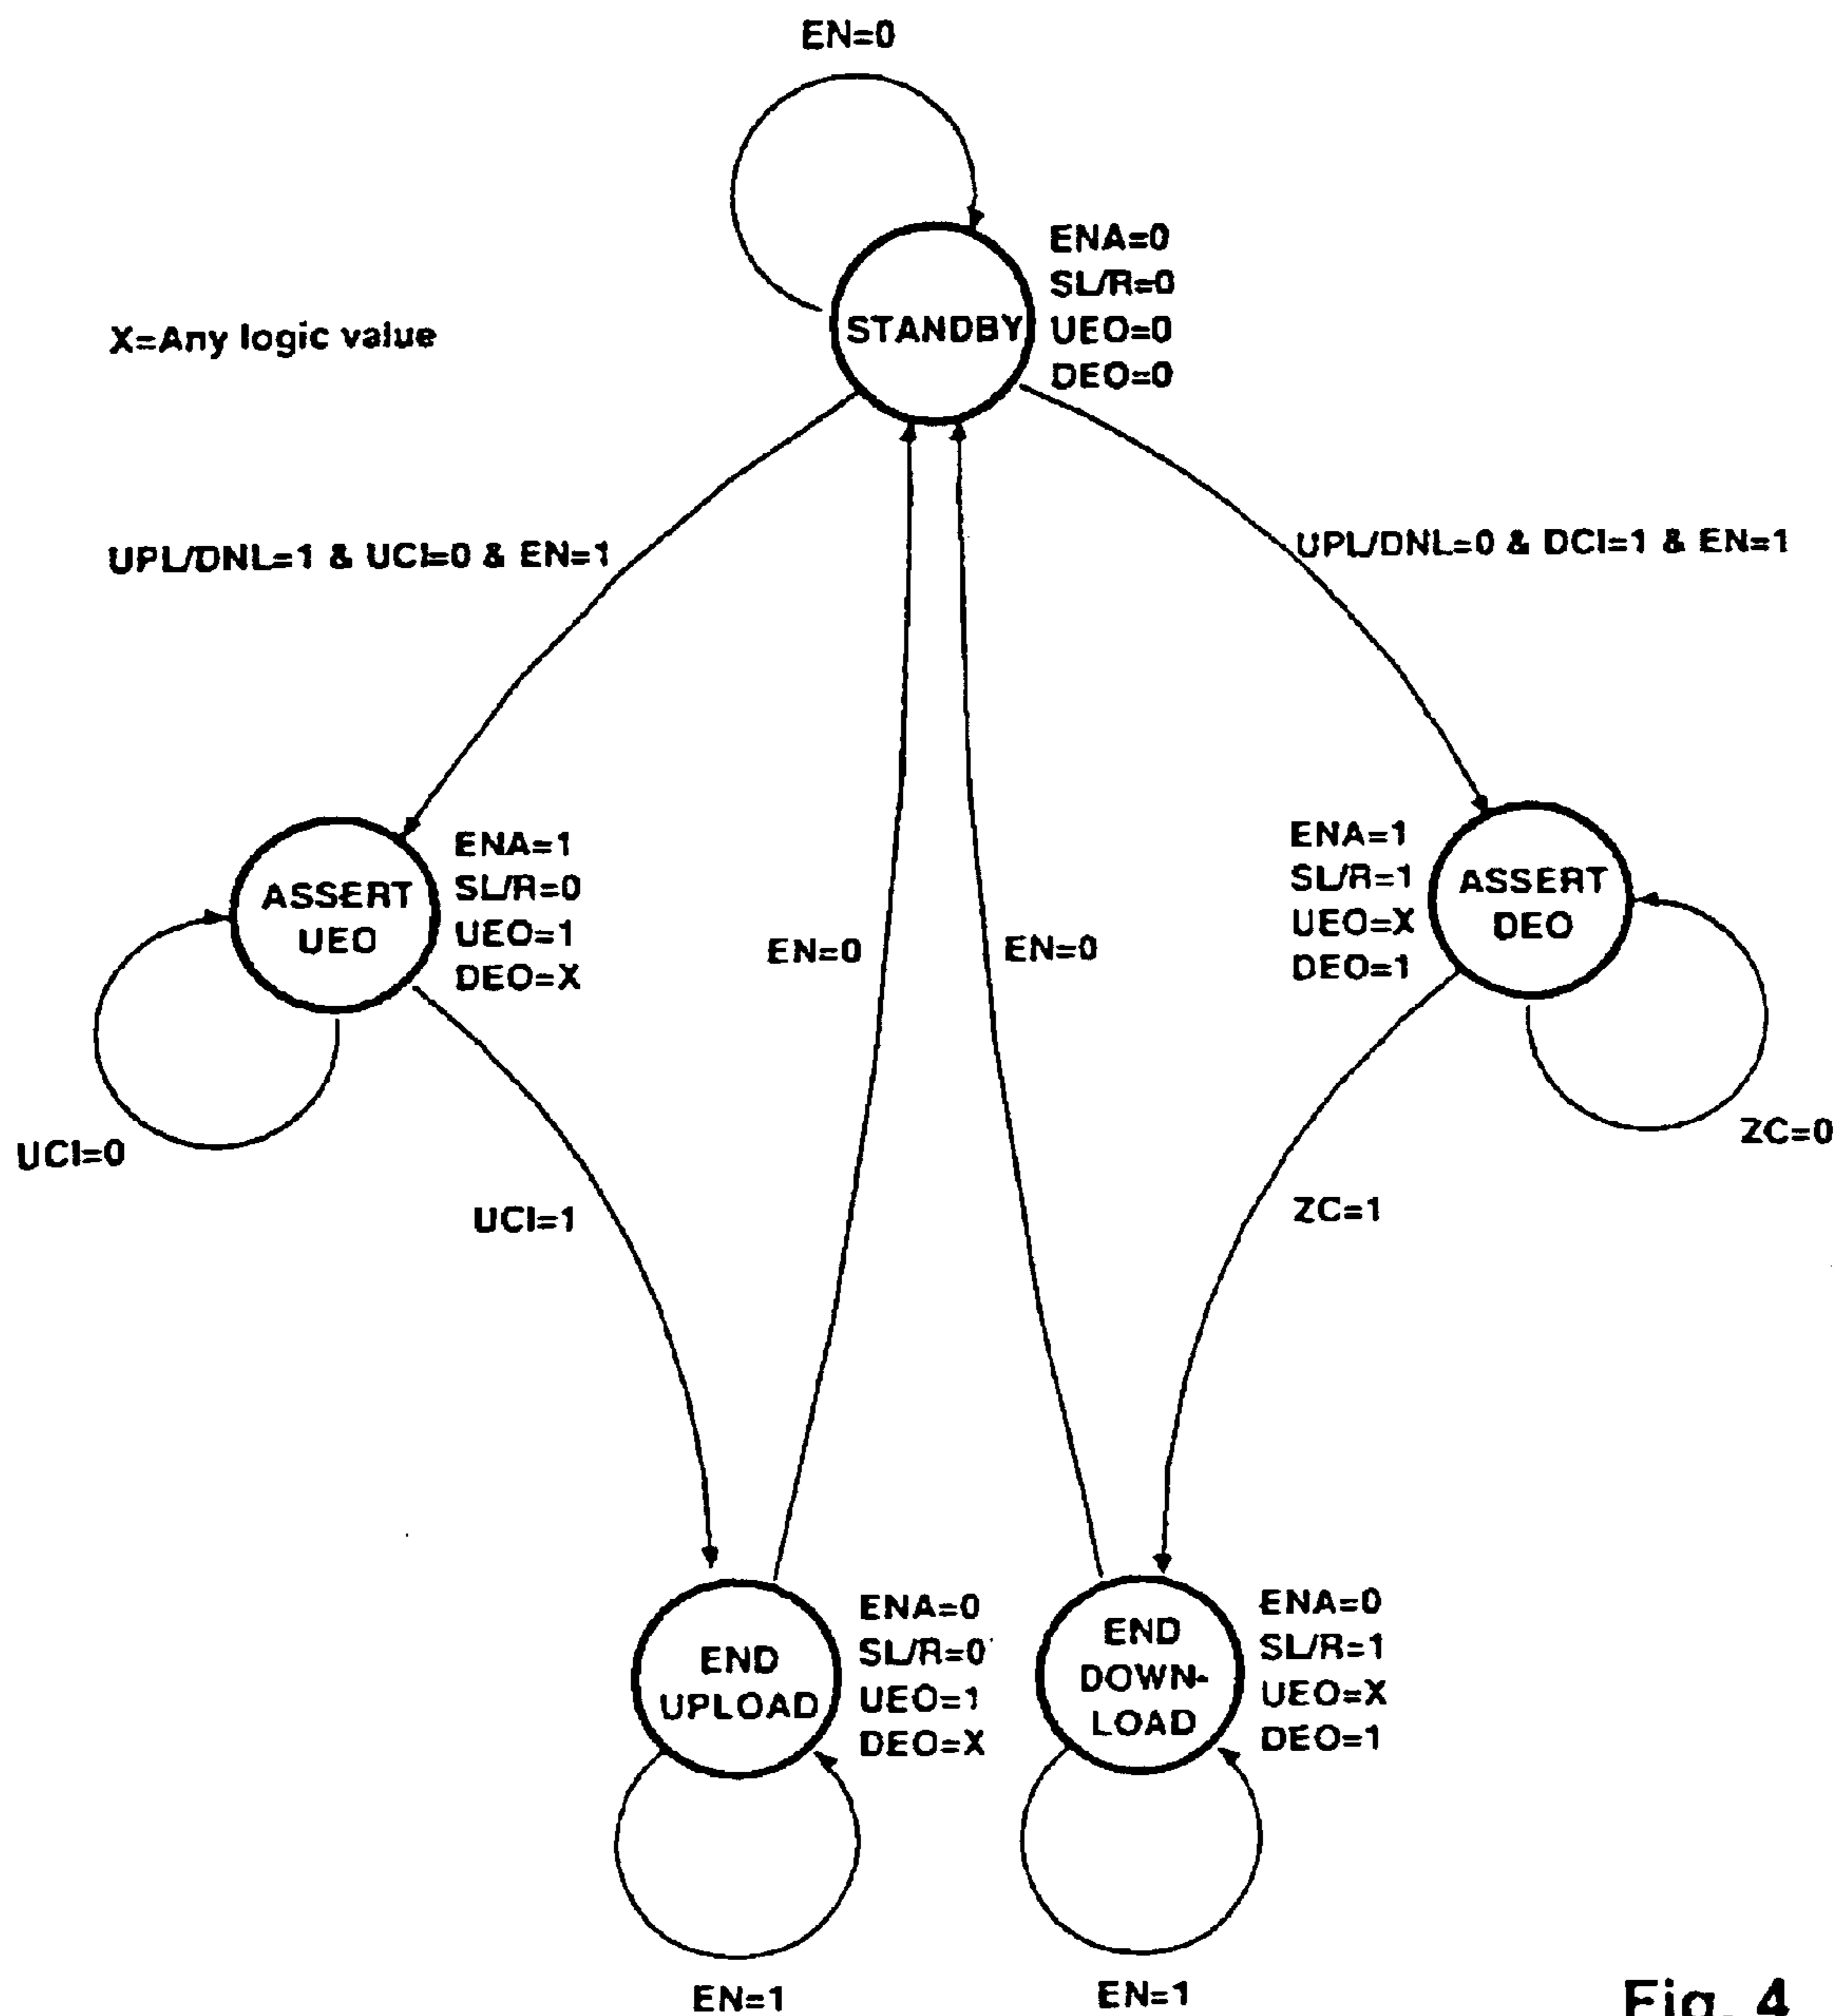 EN=0
ENA=0
SL/R=0
STANDBY
UEO=0
DEO=0
X=Any logic value
UPL/DNL=1 & UCI=0 & EN=1
UPL/DNL=0 & DCI=1 & EN=1
ASSERT
UEO
ENA=1
SL/R=0
UEO=1
DEO=X
ENA=1
SL/R=1
UEO=X
DEO=1
ASSERT
DEO
EN=0
EN=0
UCI=0
ZC=0
UCI=1
ZC=1
END
UPLOAD
ENA=0
SL/R=0
UEO=1
DEO=X
END
DOWN-
LOAD
ENA=0
SL/R=1
UEO=X
DEO=1
EN=1
EN=1
Fig. 4